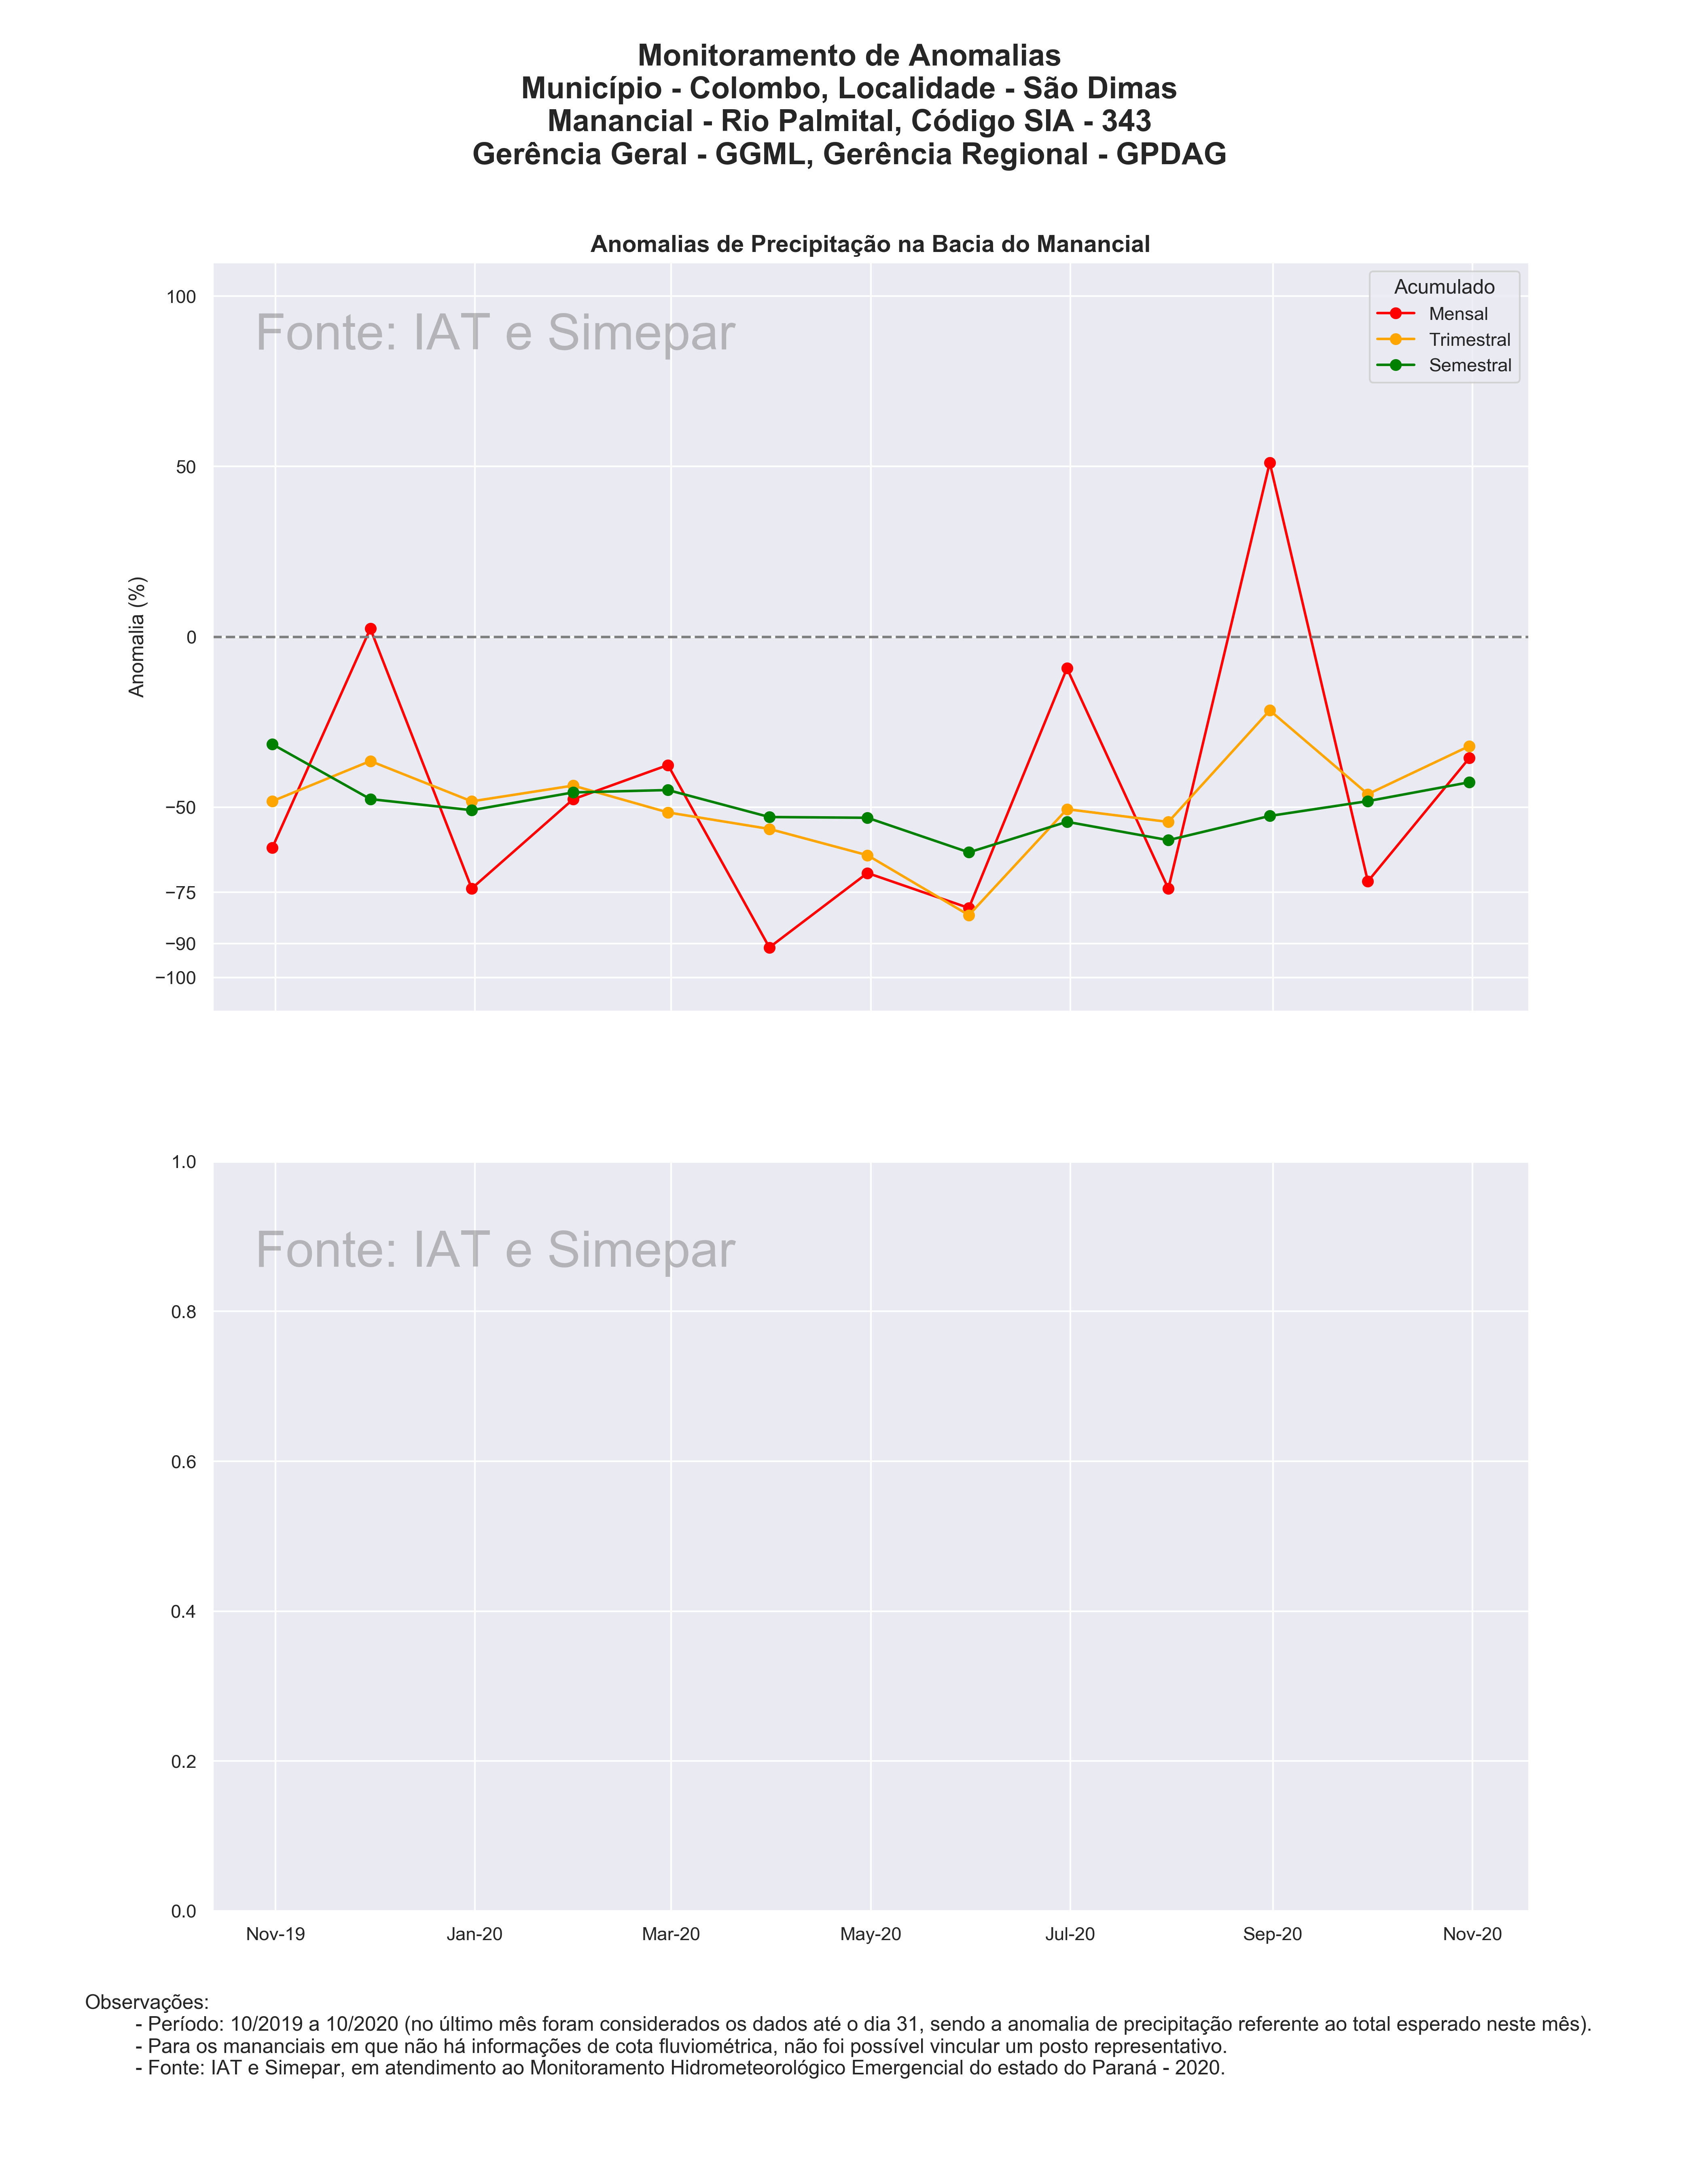 Monitoramento de Anomalias
Município - Colombo, Localidade - São Dimas
Manancial - Rio Palmital, Código SIA - 343
Gerência Geral - GGML, Gerência Regional - GPDAG
Anomalias de Precipitação na Bacia do Manancial
Fonte: IAT e Simepar
Acumulado
Mensal
Trimestral
Semestral
Anomalia (%)
100
50
0
−50
−75
−90
−100
Fonte: IAT e Simepar
1.0
0.8
0.6
0.4
0.2
0.0
Nov-19 Jan-20 Mar-20 May-20 Jul-20 Sep-20 Nov-20
Observações:
- Período: 10/2019 a 10/2020 (no último mês foram considerados os dados até o dia 31, sendo a anomalia de precipitação referente ao total esperado neste mês).
- Para os mananciais em que não há informações de cota fluviométrica, não foi possível vincular um posto representativo.
- Fonte: IAT e Simepar, em atendimento ao Monitoramento Hidrometeorológico Emergencial do estado do Paraná - 2020.